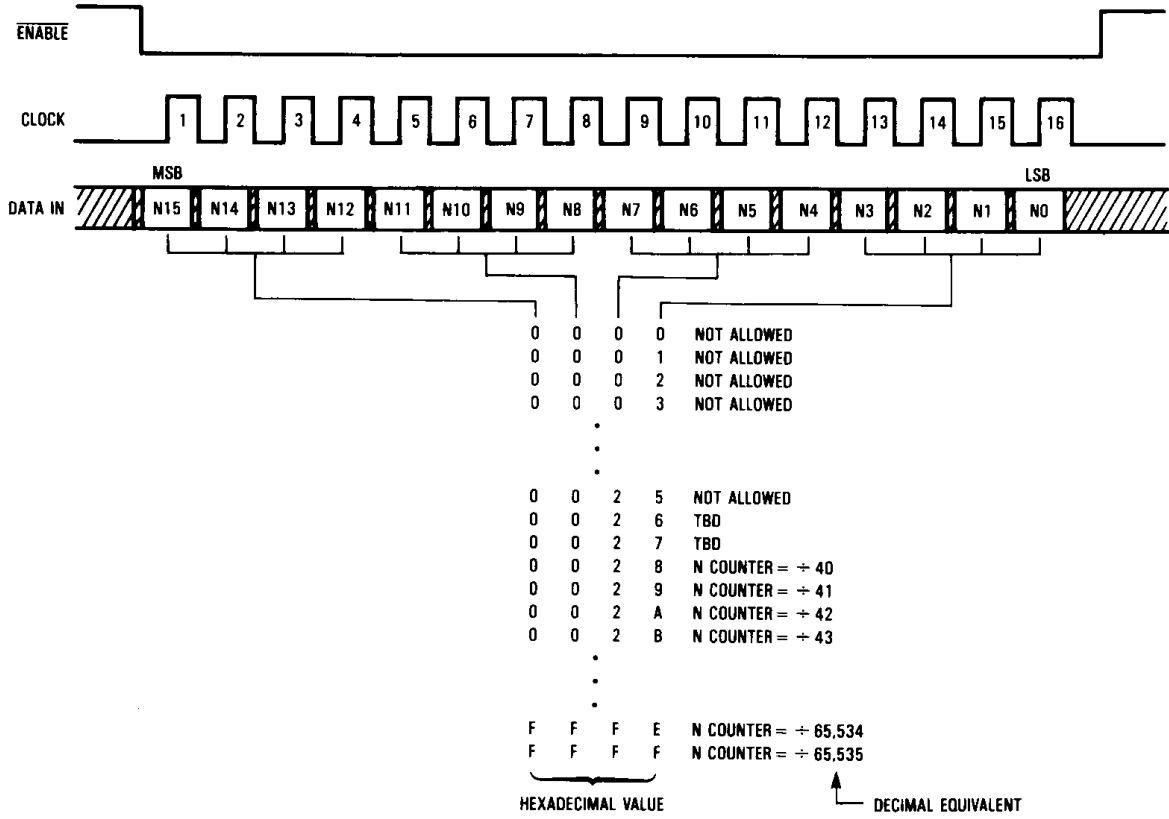 ENABLE
CLOCK 1 2 3 4 5 6 7 8 9 10 11 12 13 14 15 16
MSB LSB
DATA IN N15 N14 N13 N12 N11 N10 N9 N8 N7 N6 N5 N4 N3 N2 N1 N0
0 0 0 0 NOT ALLOWED
0 0 0 1 NOT ALLOWED
0 0 0 2 NOT ALLOWED
0 0 0 3 NOT ALLOWED
0 0 2 5 NOT ALLOWED
0 0 2 6 TBD
0 0 2 7 TBD
0 0 2 8 N COUNTER = ÷ 40
0 0 2 9 N COUNTER = ÷ 41
0 0 2 A N COUNTER = ÷ 42
0 0 2 B N COUNTER = ÷ 43
F F F E N COUNTER = ÷ 65,534
F F F F N COUNTER = ÷ 65,535
HEXADECIMAL VALUE DECIMAL EQUIVALENT